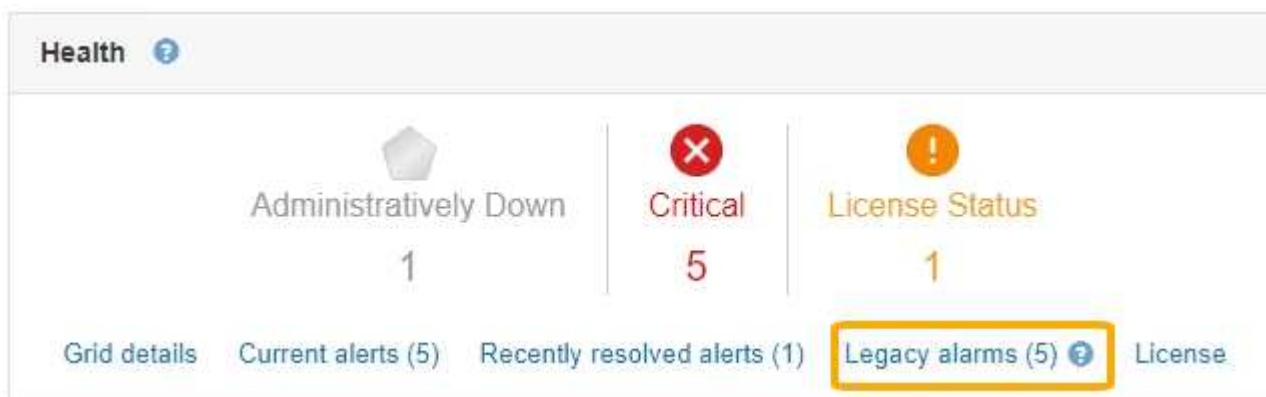 Health
Administratively Down Critical License Status
1 5 1
Grid details Current alerts (5) Recently resolved alerts (1) Legacy alarms (5) License